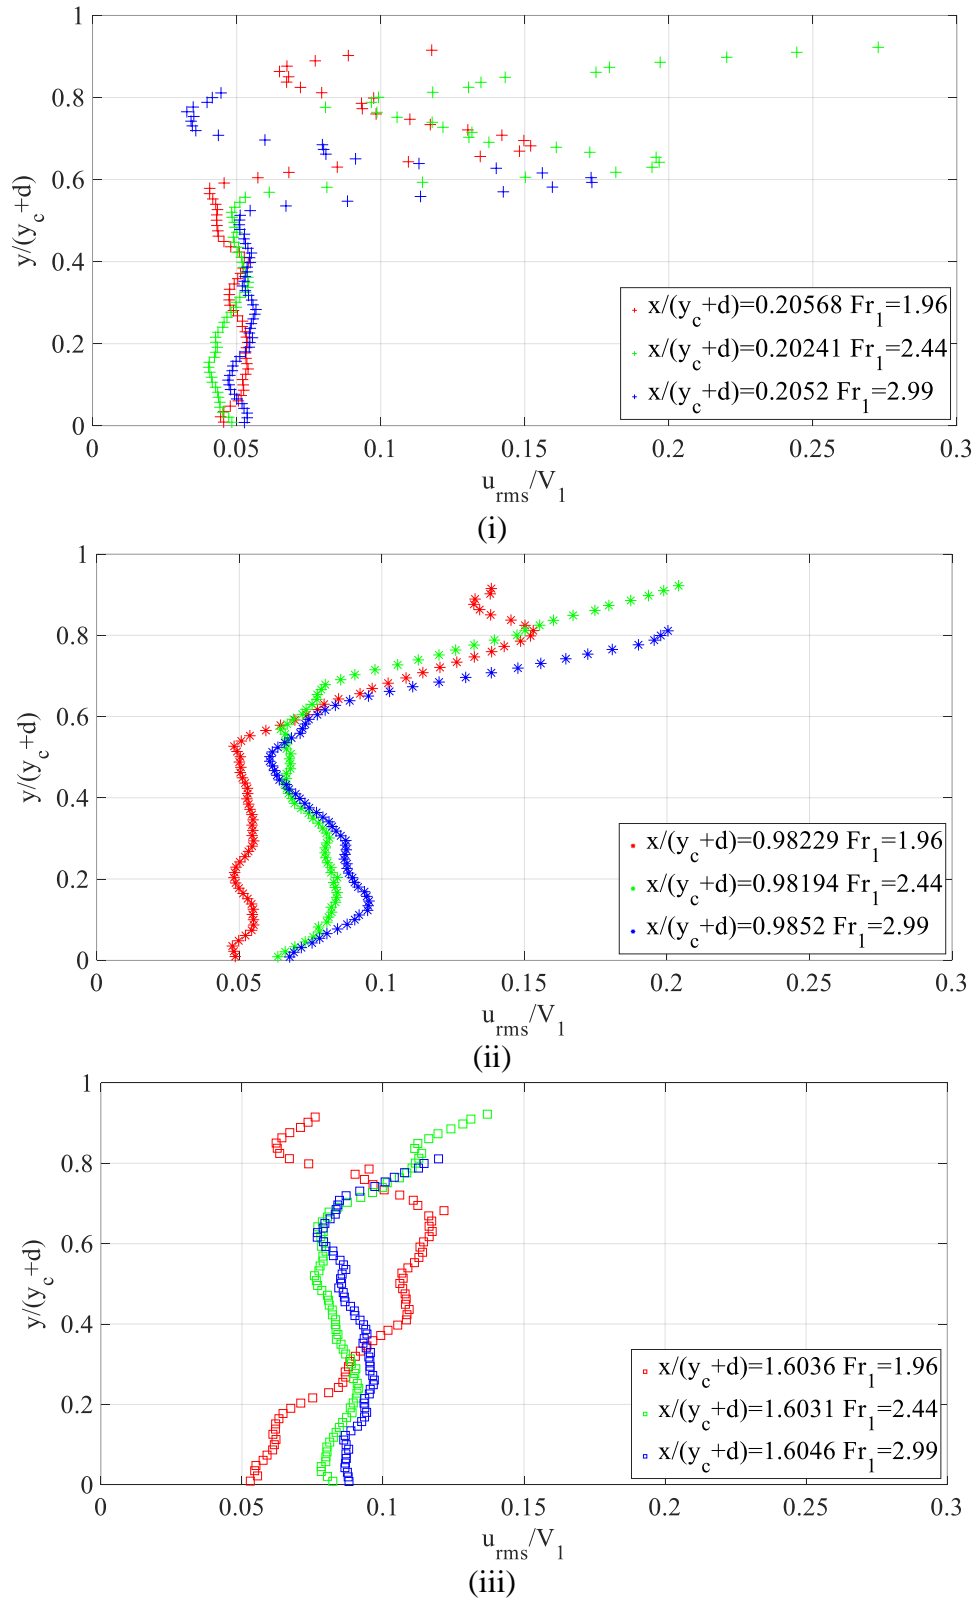 1
0.8
0.6
0.4
0.2
0
y/(y_c+d)
x/(y_c+d)=0.20568 Fr_1=1.96
x/(y_c+d)=0.20241 Fr_1=2.44
x/(y_c+d)=0.2052 Fr_1=2.99
0 0.05 0.1 0.15 0.2 0.25 0.3
u_rms/V_1
(i)
1
0.8
0.6
0.4
0.2
0
y/(y_c+d)
x/(y_c+d)=0.98229 Fr_1=1.96
x/(y_c+d)=0.98194 Fr_1=2.44
x/(y_c+d)=0.9852 Fr_1=2.99
0 0.05 0.1 0.15 0.2 0.25 0.3
u_rms/V_1
(ii)
1
0.8
0.6
0.4
0.2
0
y/(y_c+d)
x/(y_c+d)=1.6036 Fr_1=1.96
x/(y_c+d)=1.6031 Fr_1=2.44
x/(y_c+d)=1.6046 Fr_1=2.99
0 0.05 0.1 0.15 0.2 0.25 0.3
u_rms/V_1
(iii)